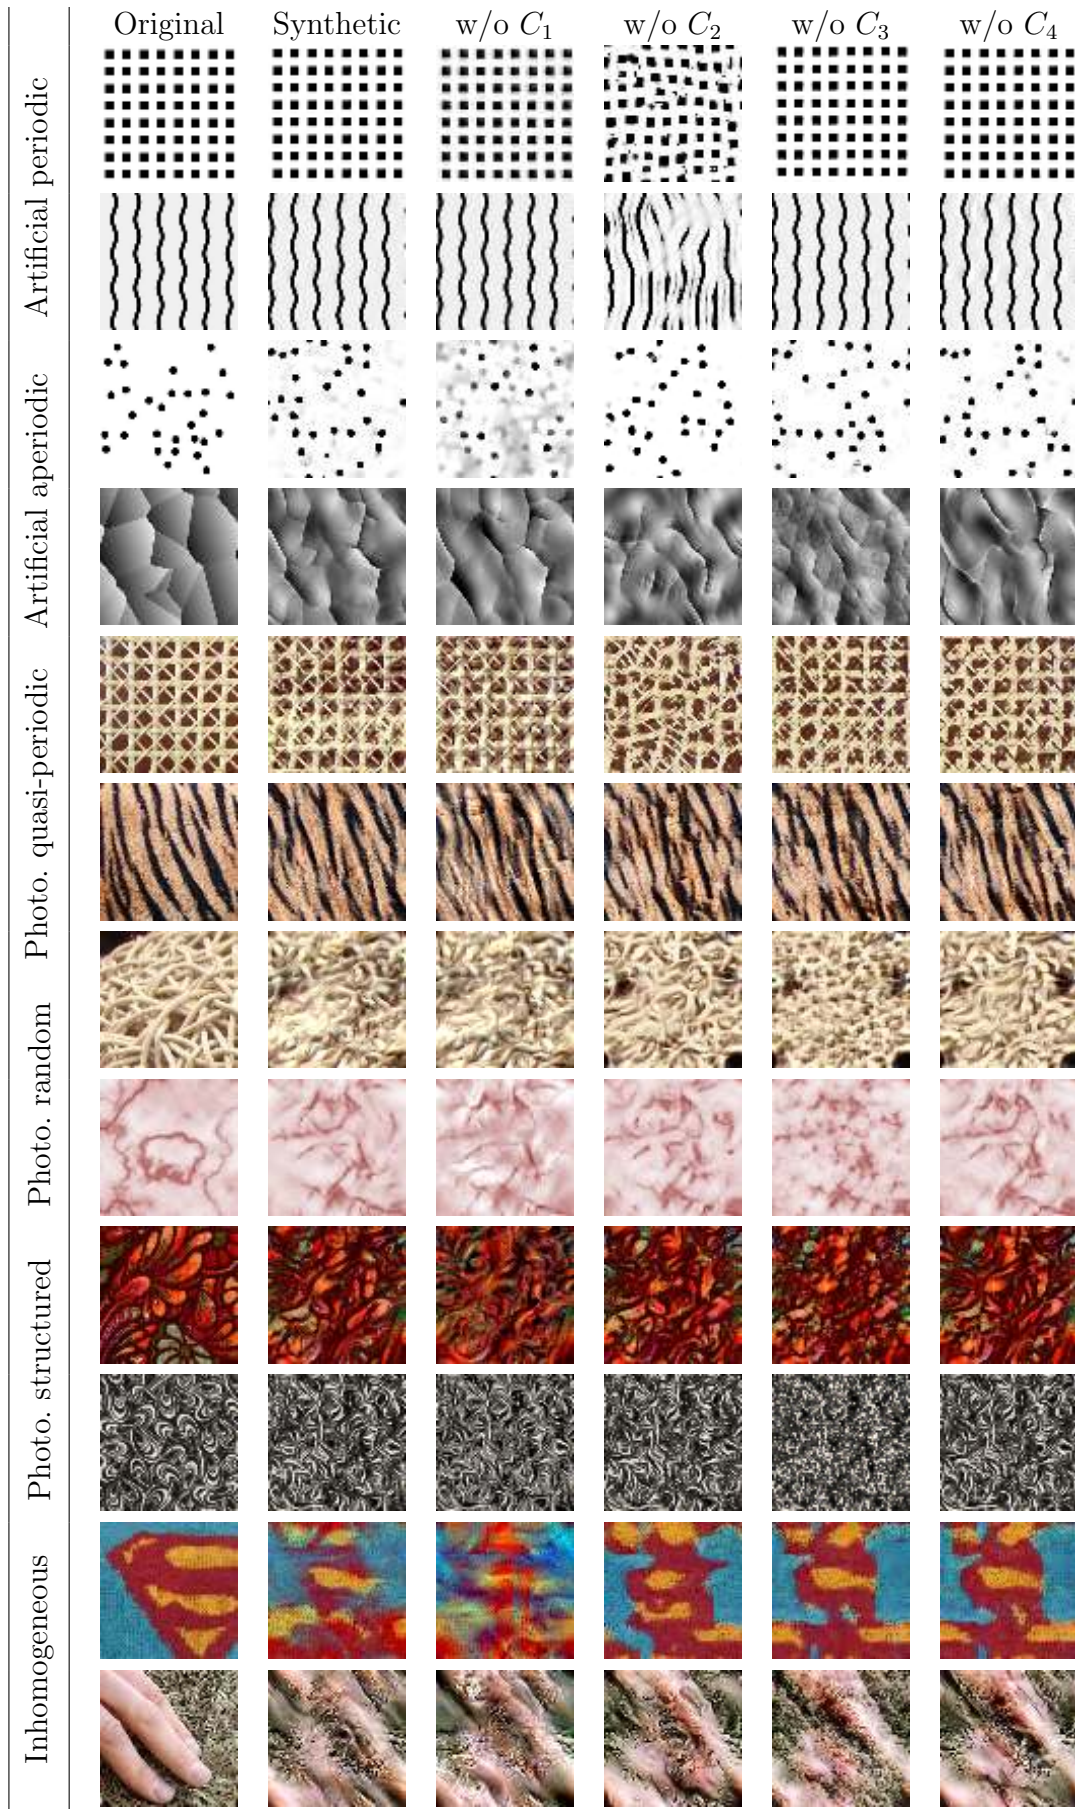 Original Synthetic w/o C₁ w/o C₂ w/o C₃ w/o C₄
Artificial periodic
Artificial aperiodic
Photo. quasi-periodic
Photo. random
Photo. structured
Inhomogeneous